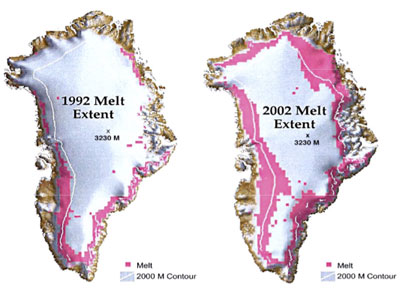 1992 Melt
Extent
x
3230 M
Melt
2000 M Contour
2002 Melt
Extent
x
3230 M
Melt
2000 M Contour